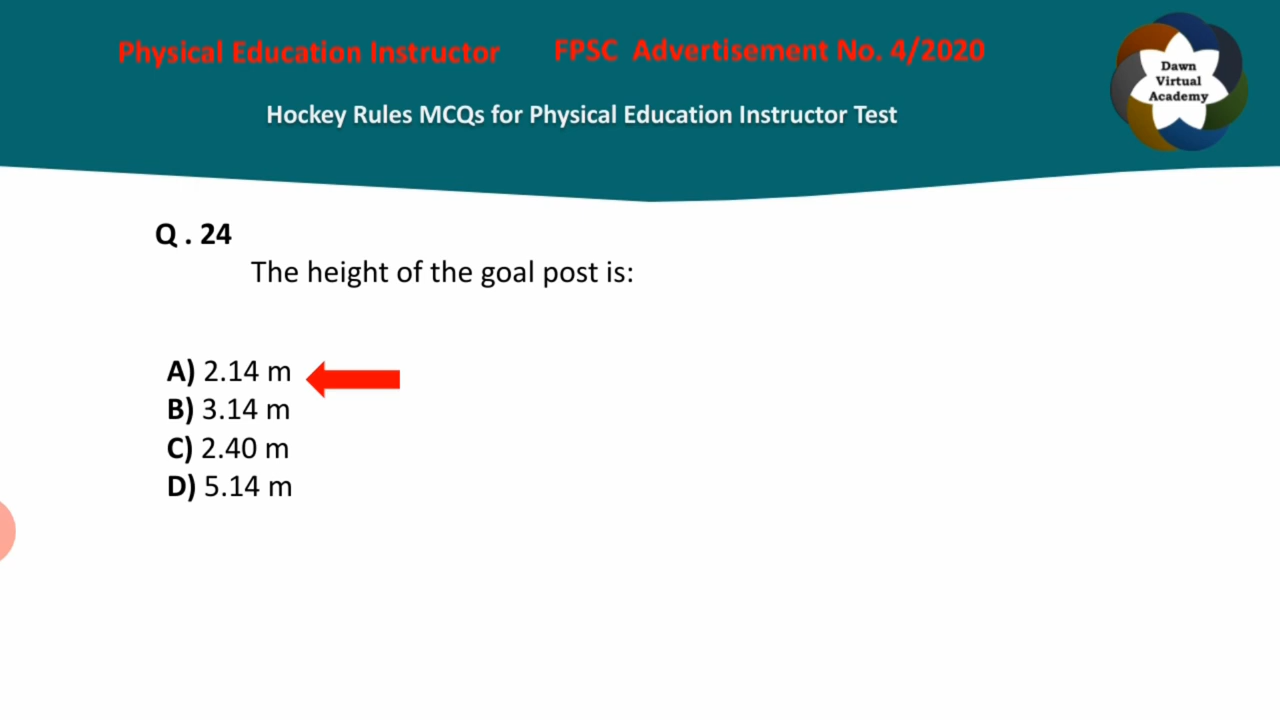 Physical Education Instructor FPSC Advertisement No. 4/2020
Hockey Rules MCQs for Physical Education Instructor Test
Dawn
Virtual
Academy
Q . 24
The height of the goal post is:
A) 2.14 m
B) 3.14 m
C) 2.40 m
D) 5.14 m